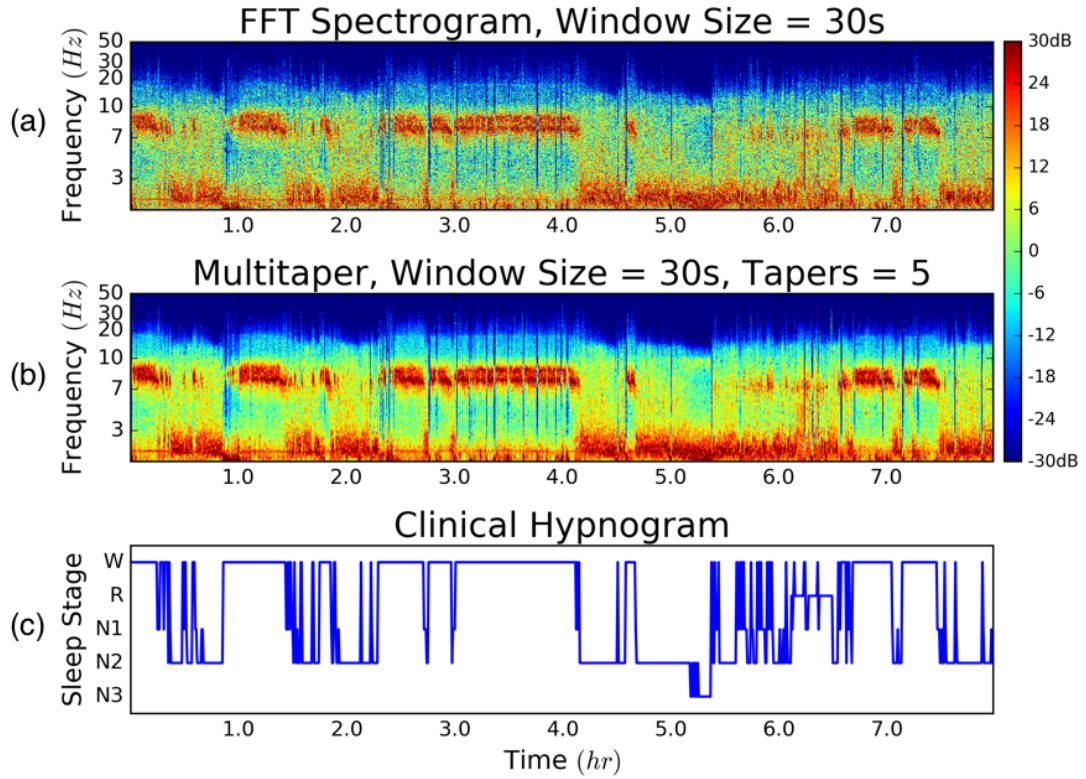 FFT Spectrogram, Window Size = 30s
(a)
Frequency (Hz)
50
30
20
10
7
3
1.0 2.0 3.0 4.0 5.0 6.0 7.0
30dB
24
18
12
6
0
-6
-12
-18
-24
-30dB
Multitaper, Window Size = 30s, Tapers = 5
(b)
Frequency (Hz)
50
30
20
10
7
3
1.0 2.0 3.0 4.0 5.0 6.0 7.0
Clinical Hypnogram
(c)
Sleep Stage
W
R
N1
N2
N3
1.0 2.0 3.0 4.0 5.0 6.0 7.0
Time (hr)